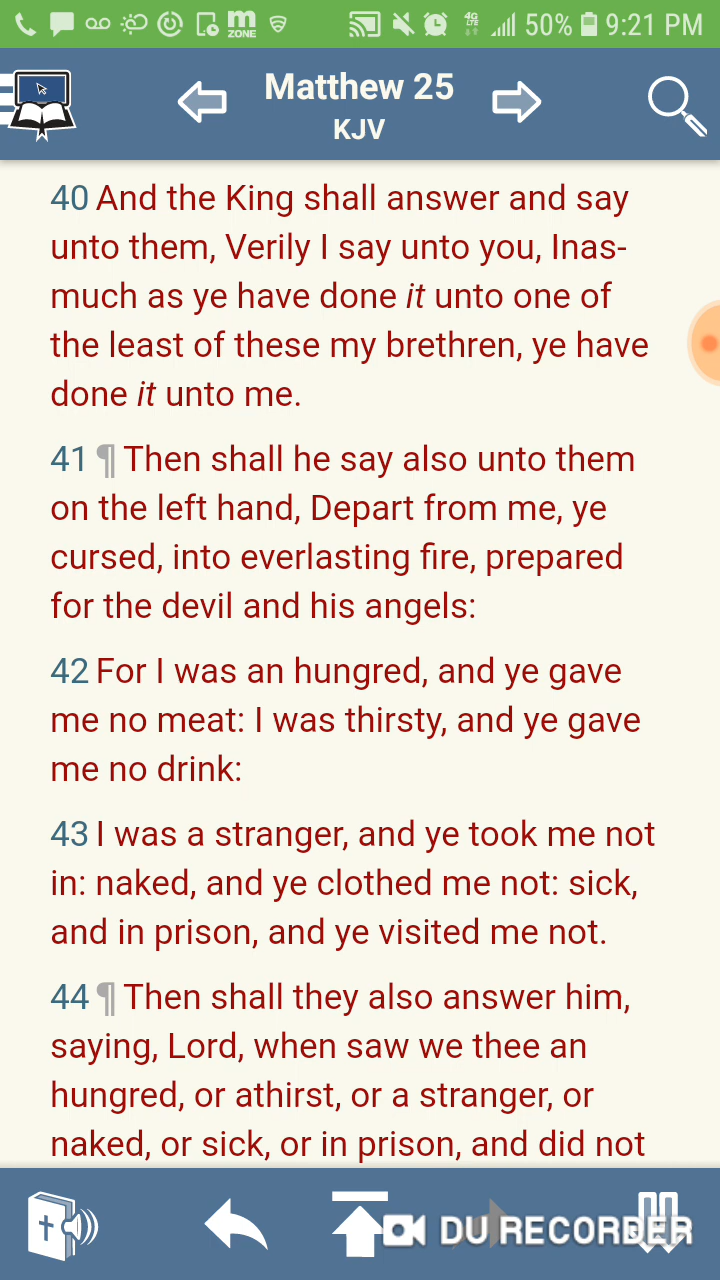 m 4G 50% 9:21 PM
ZONE LTE
Matthew 25
KJV
40 And the King shall answer and say
unto them, Verily I say unto you, Inas-
much as ye have done it unto one of
the least of these my brethren, ye have
done it unto me.
41 ¶ Then shall he say also unto them
on the left hand, Depart from me, ye
cursed, into everlasting fire, prepared
for the devil and his angels:
42 For I was an hungred, and ye gave
me no meat: I was thirsty, and ye gave
me no drink:
43 I was a stranger, and ye took me not
in: naked, and ye clothed me not: sick,
and in prison, and ye visited me not.
44 ¶ Then shall they also answer him,
saying, Lord, when saw we thee an
hungred, or athirst, or a stranger, or
naked, or sick, or in prison, and did not
DU RECORDER